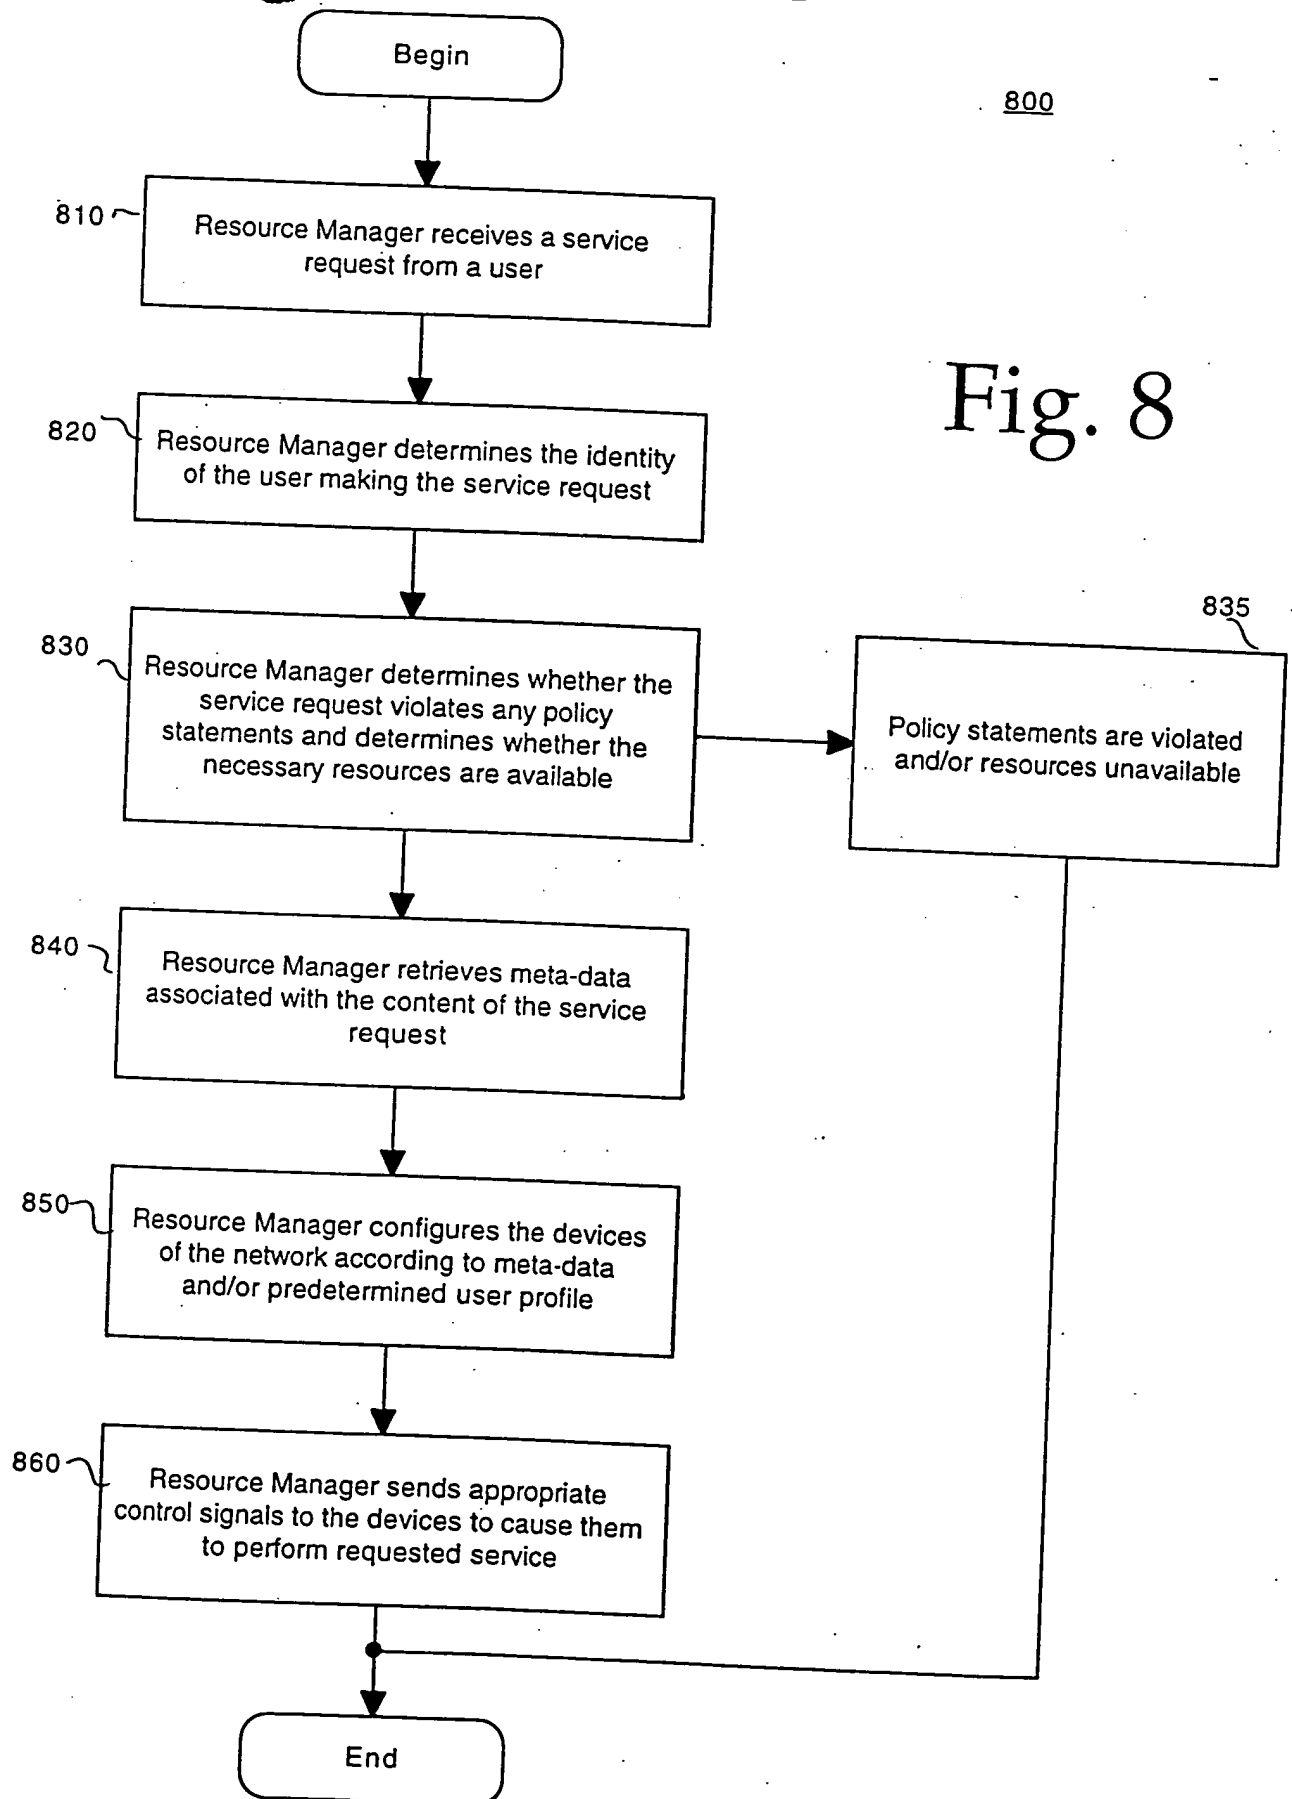 Begin
800
810
Resource Manager receives a service
request from a user
Fig. 8
820
Resource Manager determines the identity
of the user making the service request
835
830
Resource Manager determines whether the
service request violates any policy
statements and determines whether the
necessary resources are available
Policy statements are violated
and/or resources unavailable
840
Resource Manager retrieves meta-data
associated with the content of the service
request
850
Resource Manager configures the devices
of the network according to meta-data
and/or predetermined user profile
860
Resource Manager sends appropriate
control signals to the devices to cause them
to perform requested service
End